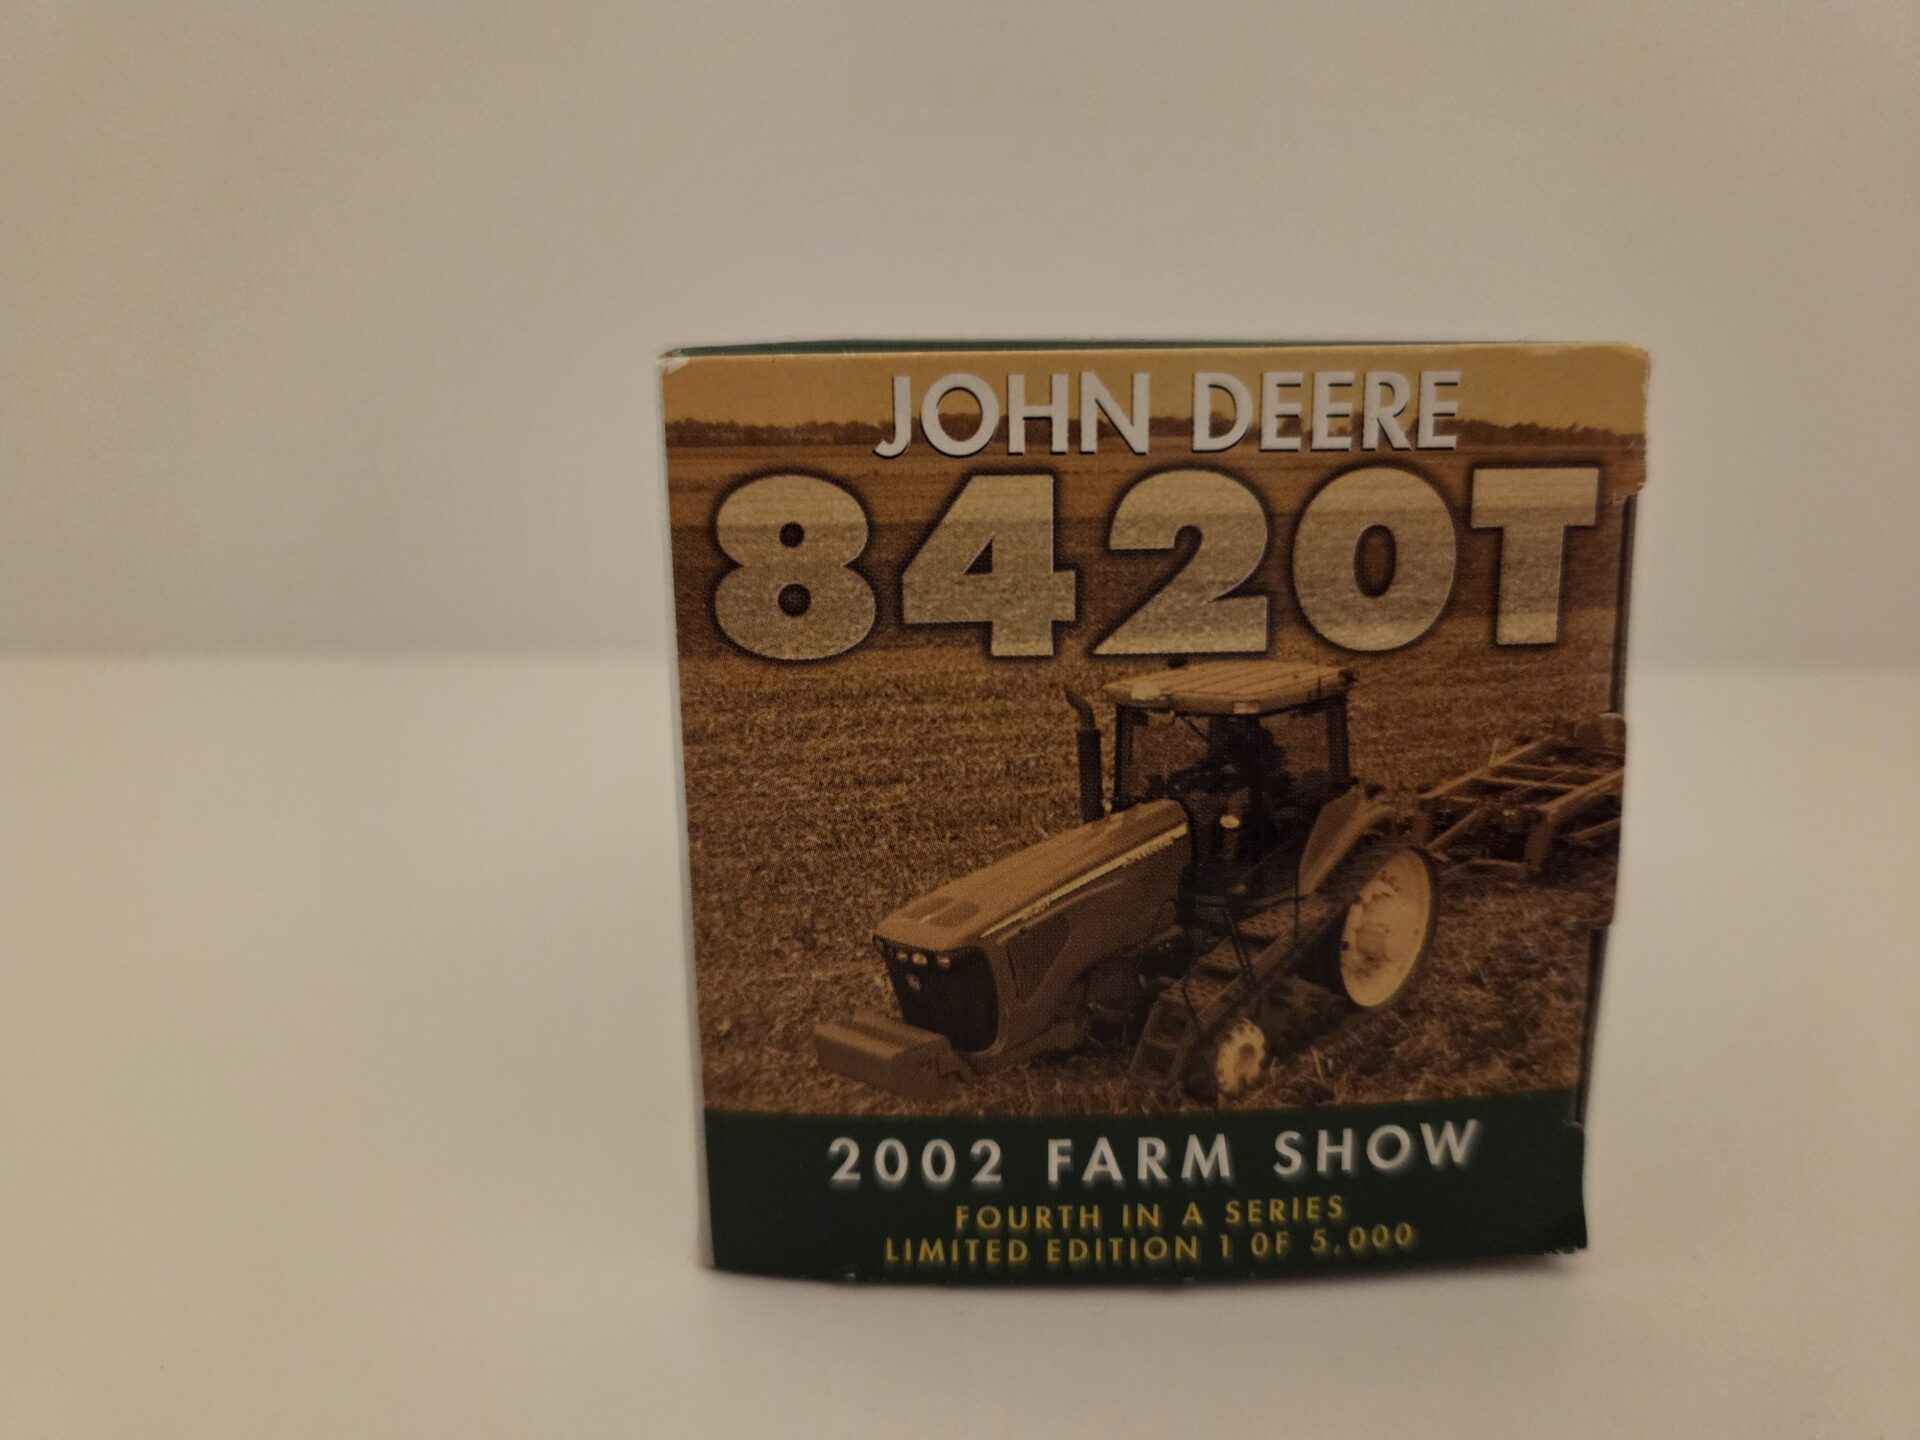 JOHN DEERE
8420T
2002 FARM SHOW
FOURTH IN A SERIES
LIMITED EDITION 1 OF 5,000